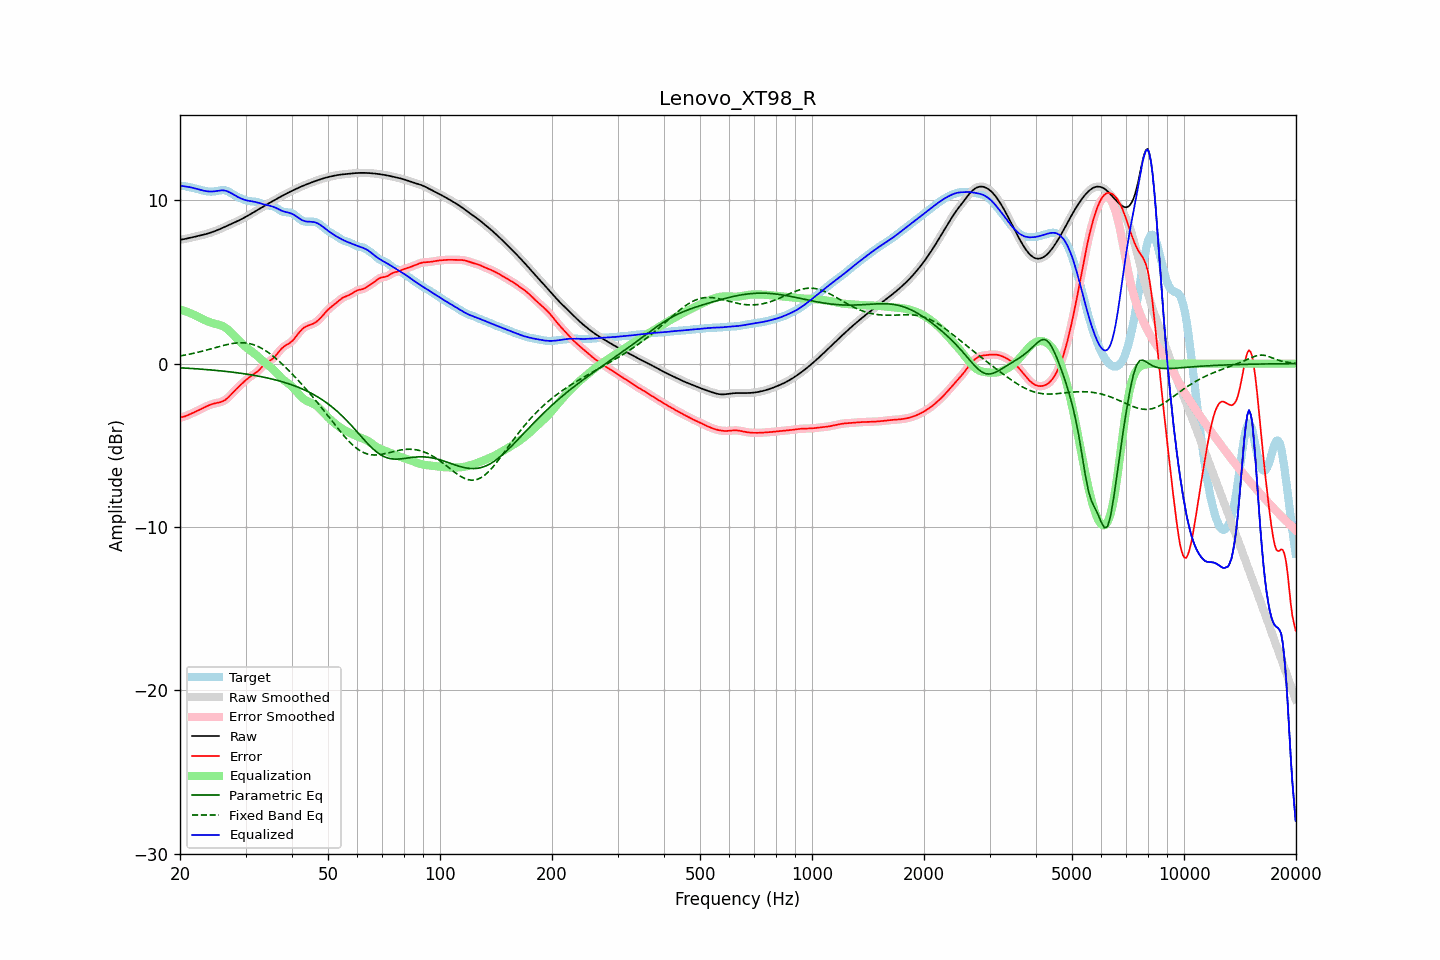 Lenovo_XT98_R
Amplitude (dBr)
10
0
−10
−20
−30
Target
Raw Smoothed
Error Smoothed
Raw
Error
Equalization
Parametric Eq
Fixed Band Eq
Equalized
20 50 100 200 500 1000 2000 5000 10000 20000
Frequency (Hz)